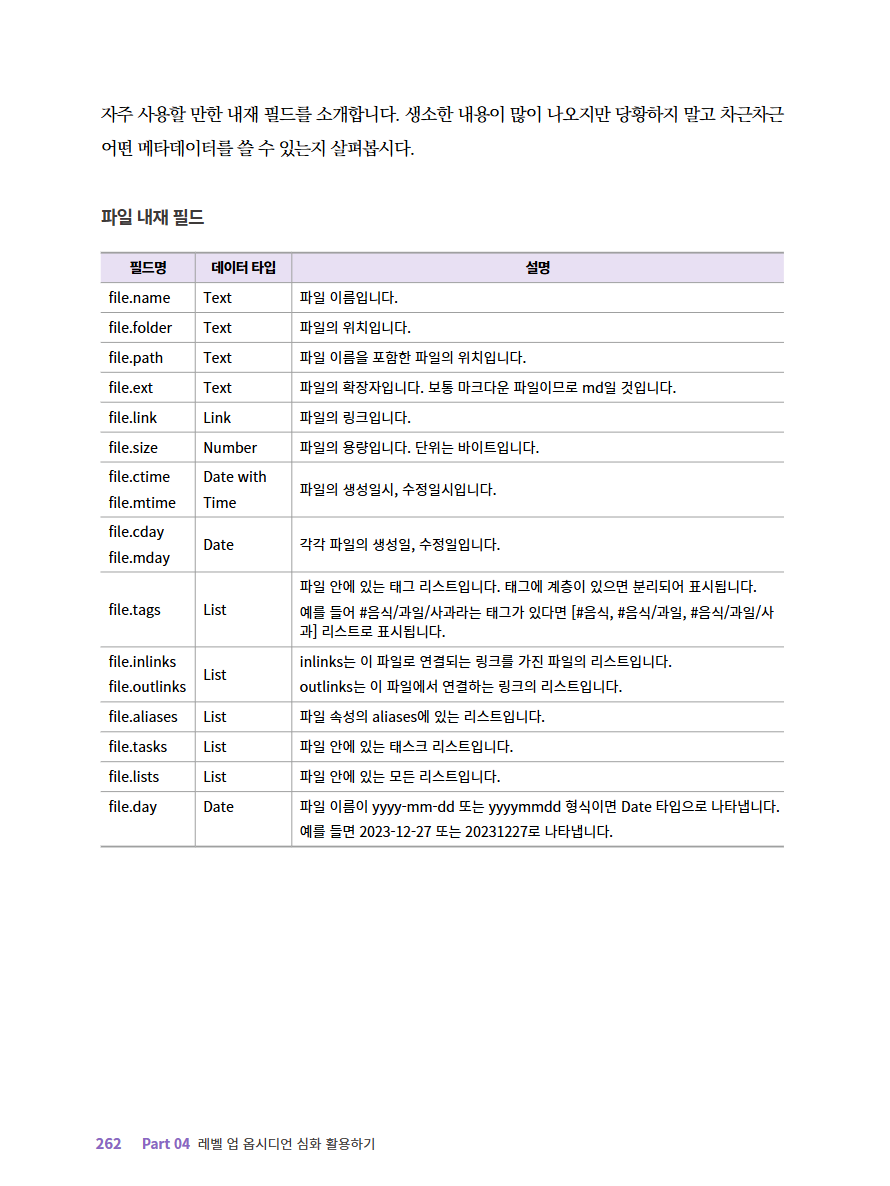 자주 사용할 만한 내재 필드를 소개합니다. 생소한 내용이 많이 나오지만 당황하지 말고 차근차근
어떤 메타데이터를 쓸 수 있는지 살펴봅시다.
파일 내재 필드
필드명 데이터 타입 설명
file.name Text 파일 이름입니다.
file.folder Text 파일의 위치입니다.
file.path Text 파일 이름을 포함한 파일의 위치입니다.
file.ext Text 파일의 확장자입니다. 보통 마크다운 파일이므로 md일 것입니다.
file.link Link 파일의 링크입니다.
file.size Number 파일의 용량입니다. 단위는 바이트입니다.
file.ctime
file.mtime
Date with
Time
파일의 생성일시, 수정일시입니다.
file.cday
file.mday
Date
각각 파일의 생성일, 수정일입니다.
file.tags
List
파일 안에 있는 태그 리스트입니다. 태그에 계층이 있으면 분리되어 표시됩니다.
예를 들어 #음식/과일/사과라는 태그가 있다면 [#음식, #음식/과일, #음식/과일/사
과] 리스트로 표시됩니다.
file.inlinks
file.outlinks
List
inlinks는 이 파일로 연결되는 링크를 가진 파일의 리스트입니다.
outlinks는 이 파일에서 연결하는 링크의 리스트입니다.
file.aliases List 파일 속성의 aliases에 있는 리스트입니다.
file.tasks List 파일 안에 있는 태스크 리스트입니다.
file.lists List 파일 안에 있는 모든 리스트입니다.
file.day Date 파일 이름이 yyyy-mm-dd 또는 yyyymmdd 형식이면 Date 타입으로 나타냅니다.
예를 들면 2023-12-27 또는 20231227로 나타냅니다.
262 Part 04 레벨 업 옵시디언 심화 활용하기